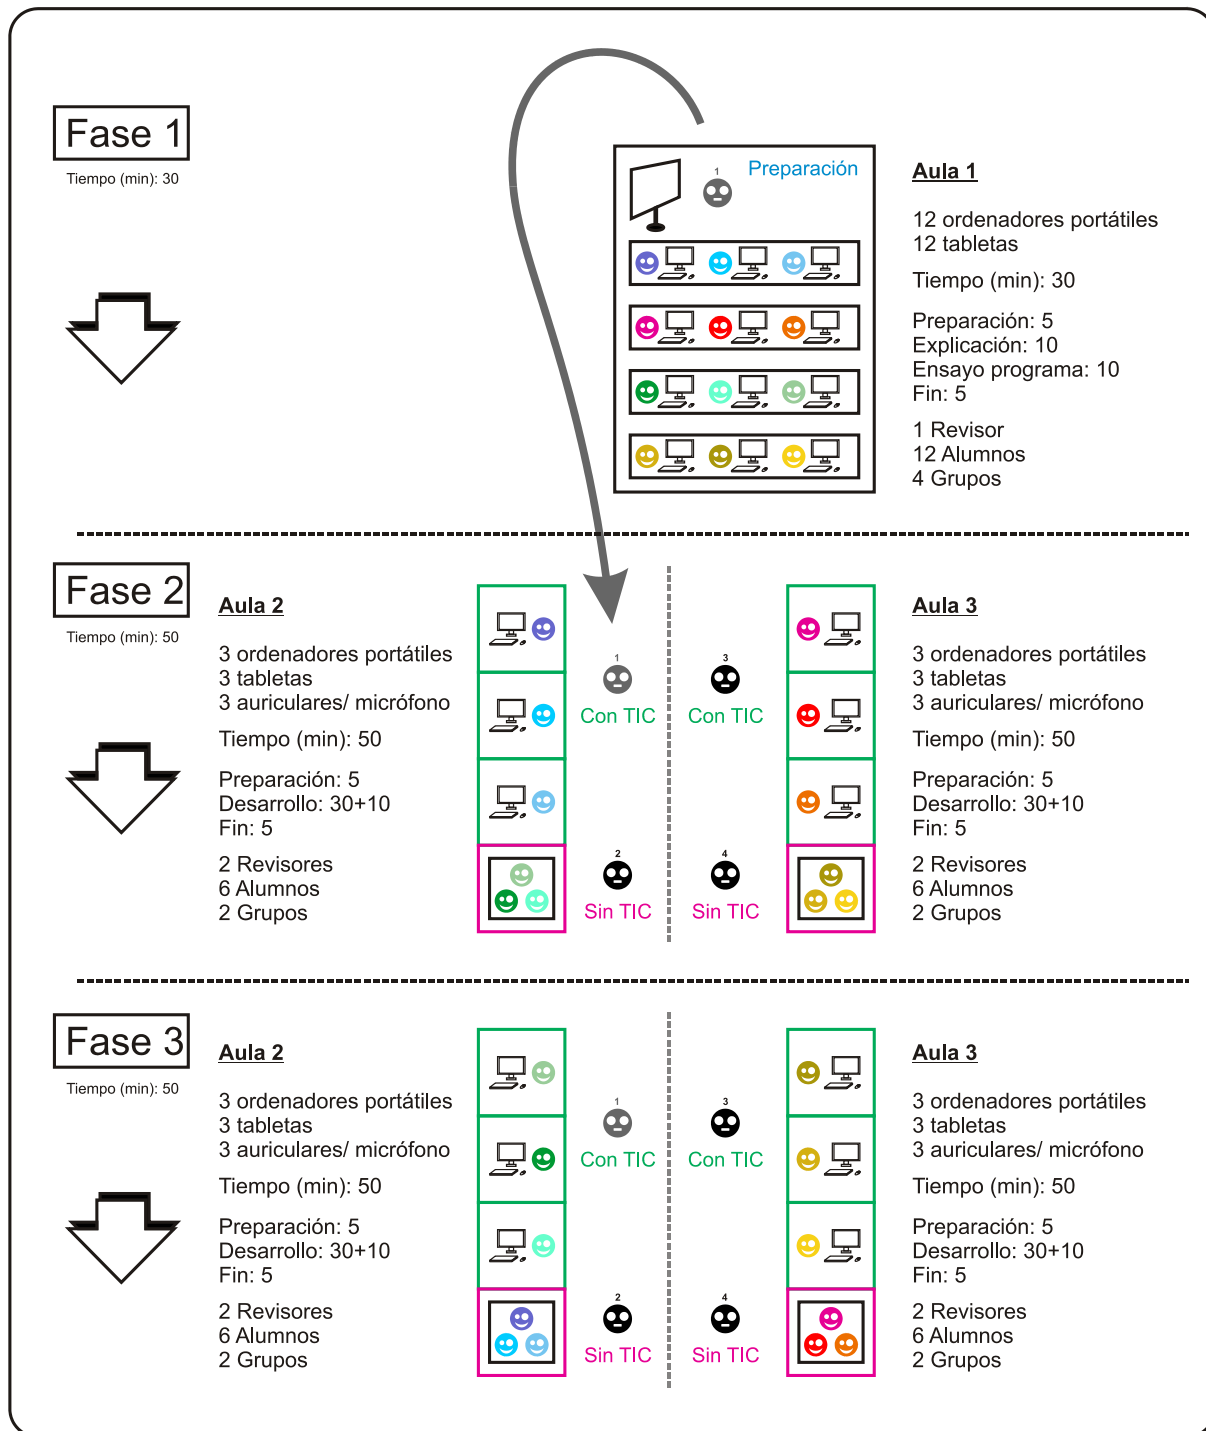 Fase 1
Tiempo (min): 30
1
Preparación
Aula 1
12 ordenadores portátiles
12 tabletas
Tiempo (min): 30
Preparación: 5
Explicación: 10
Ensayo programa: 10
Fin: 5
1 Revisor
12 Alumnos
4 Grupos
Fase 2
Tiempo (min): 50
Aula 2
3 ordenadores portátiles
3 tabletas
3 auriculares/ micrófono
Tiempo (min): 50
Preparación: 5
Desarrollo: 30+10
Fin: 5
2 Revisores
6 Alumnos
2 Grupos
1
Con TIC
2
Sin TIC
3
Con TIC
4
Sin TIC
Aula 3
3 ordenadores portátiles
3 tabletas
3 auriculares/ micrófono
Tiempo (min): 50
Preparación: 5
Desarrollo: 30+10
Fin: 5
2 Revisores
6 Alumnos
2 Grupos
Fase 3
Tiempo (min): 50
Aula 2
3 ordenadores portátiles
3 tabletas
3 auriculares/ micrófono
Tiempo (min): 50
Preparación: 5
Desarrollo: 30+10
Fin: 5
2 Revisores
6 Alumnos
2 Grupos
1
Con TIC
2
Sin TIC
3
Con TIC
4
Sin TIC
Aula 3
3 ordenadores portátiles
3 tabletas
3 auriculares/ micrófono
Tiempo (min): 50
Preparación: 5
Desarrollo: 30+10
Fin: 5
2 Revisores
6 Alumnos
2 Grupos